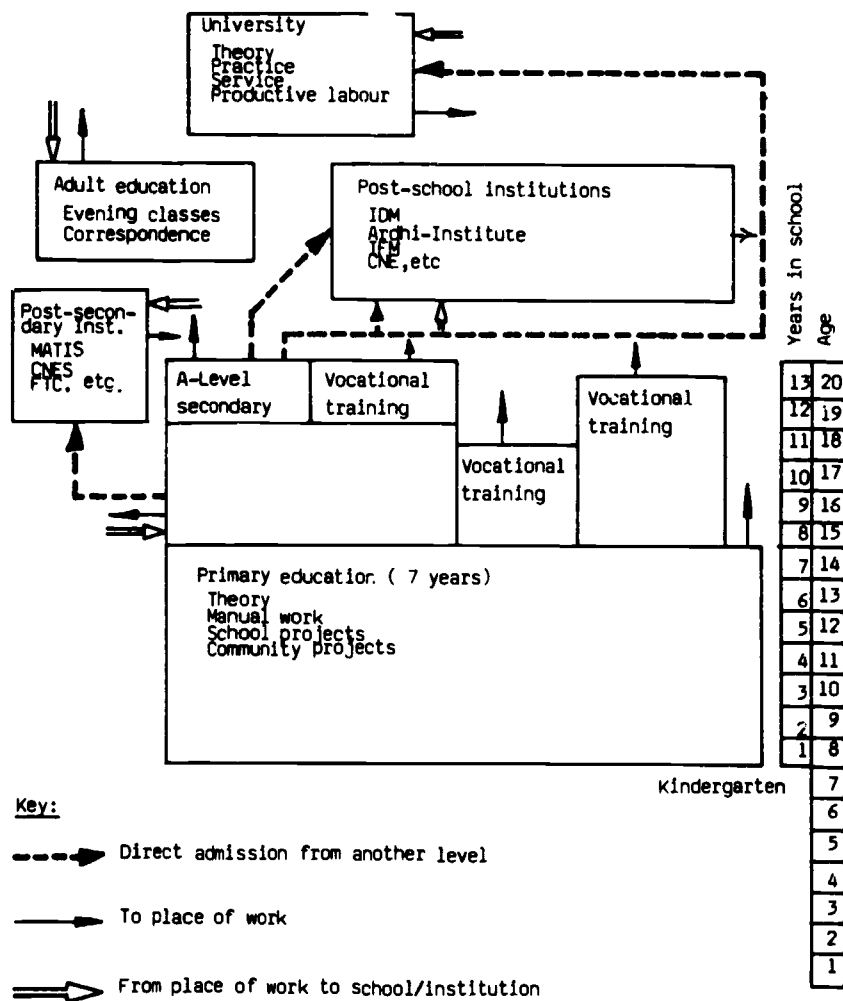 University
Theory
Practice
Service
Productive labour
Adult education
Evening classes
Correspondence
Post-school institutions
IDM
Ardhi-Institute
IFM
CNE,etc
Post-secon-
dary Inst.
MATIS
CNES
FTC. etc.
A-Level
secondary
Vocational
training
Vocational
training
Vocational
training
Primary education ( 7 years)
Theory
Manual work
School projects
Community projects
Kindergarten
Years in school
Age
13 20
12 19
11 18
10 17
9 16
8 15
7 14
6 13
5 12
4 11
3 10
2 9
1 8
7
6
5
4
3
2
1
Key:
Direct admission from another level
To place of work
From place of work to school/institution